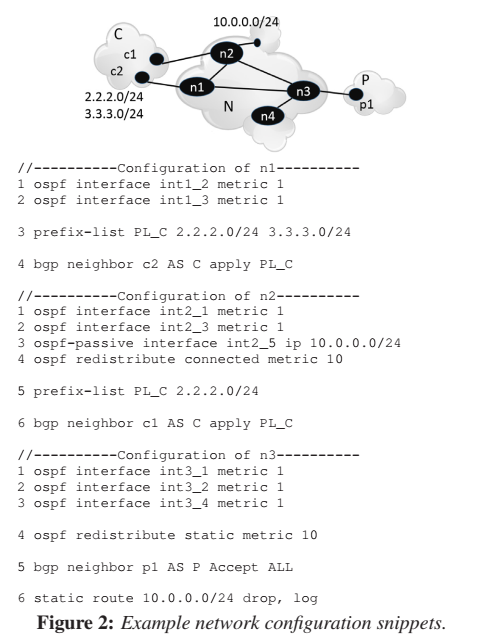 10.0.0.0/24
C
c1
c2
n2
n1
N
n3
n4
P
p1
2.2.2.0/24
3.3.3.0/24
//----------Configuration of n1----------
1 ospf interface int1_2 metric 1
2 ospf interface int1_3 metric 1
3 prefix-list PL_C 2.2.2.0/24 3.3.3.0/24
4 bgp neighbor c2 AS C apply PL_C
//----------Configuration of n2----------
1 ospf interface int2_1 metric 1
2 ospf interface int2_3 metric 1
3 ospf-passive interface int2_5 ip 10.0.0.0/24
4 ospf redistribute connected metric 10
5 prefix-list PL_C 2.2.2.0/24
6 bgp neighbor c1 AS C apply PL_C
//----------Configuration of n3----------
1 ospf interface int3_1 metric 1
2 ospf interface int3_2 metric 1
3 ospf interface int3_4 metric 1
4 ospf redistribute static metric 10
5 bgp neighbor p1 AS P Accept ALL
6 static route 10.0.0.0/24 drop, log
Figure 2: Example network configuration snippets.